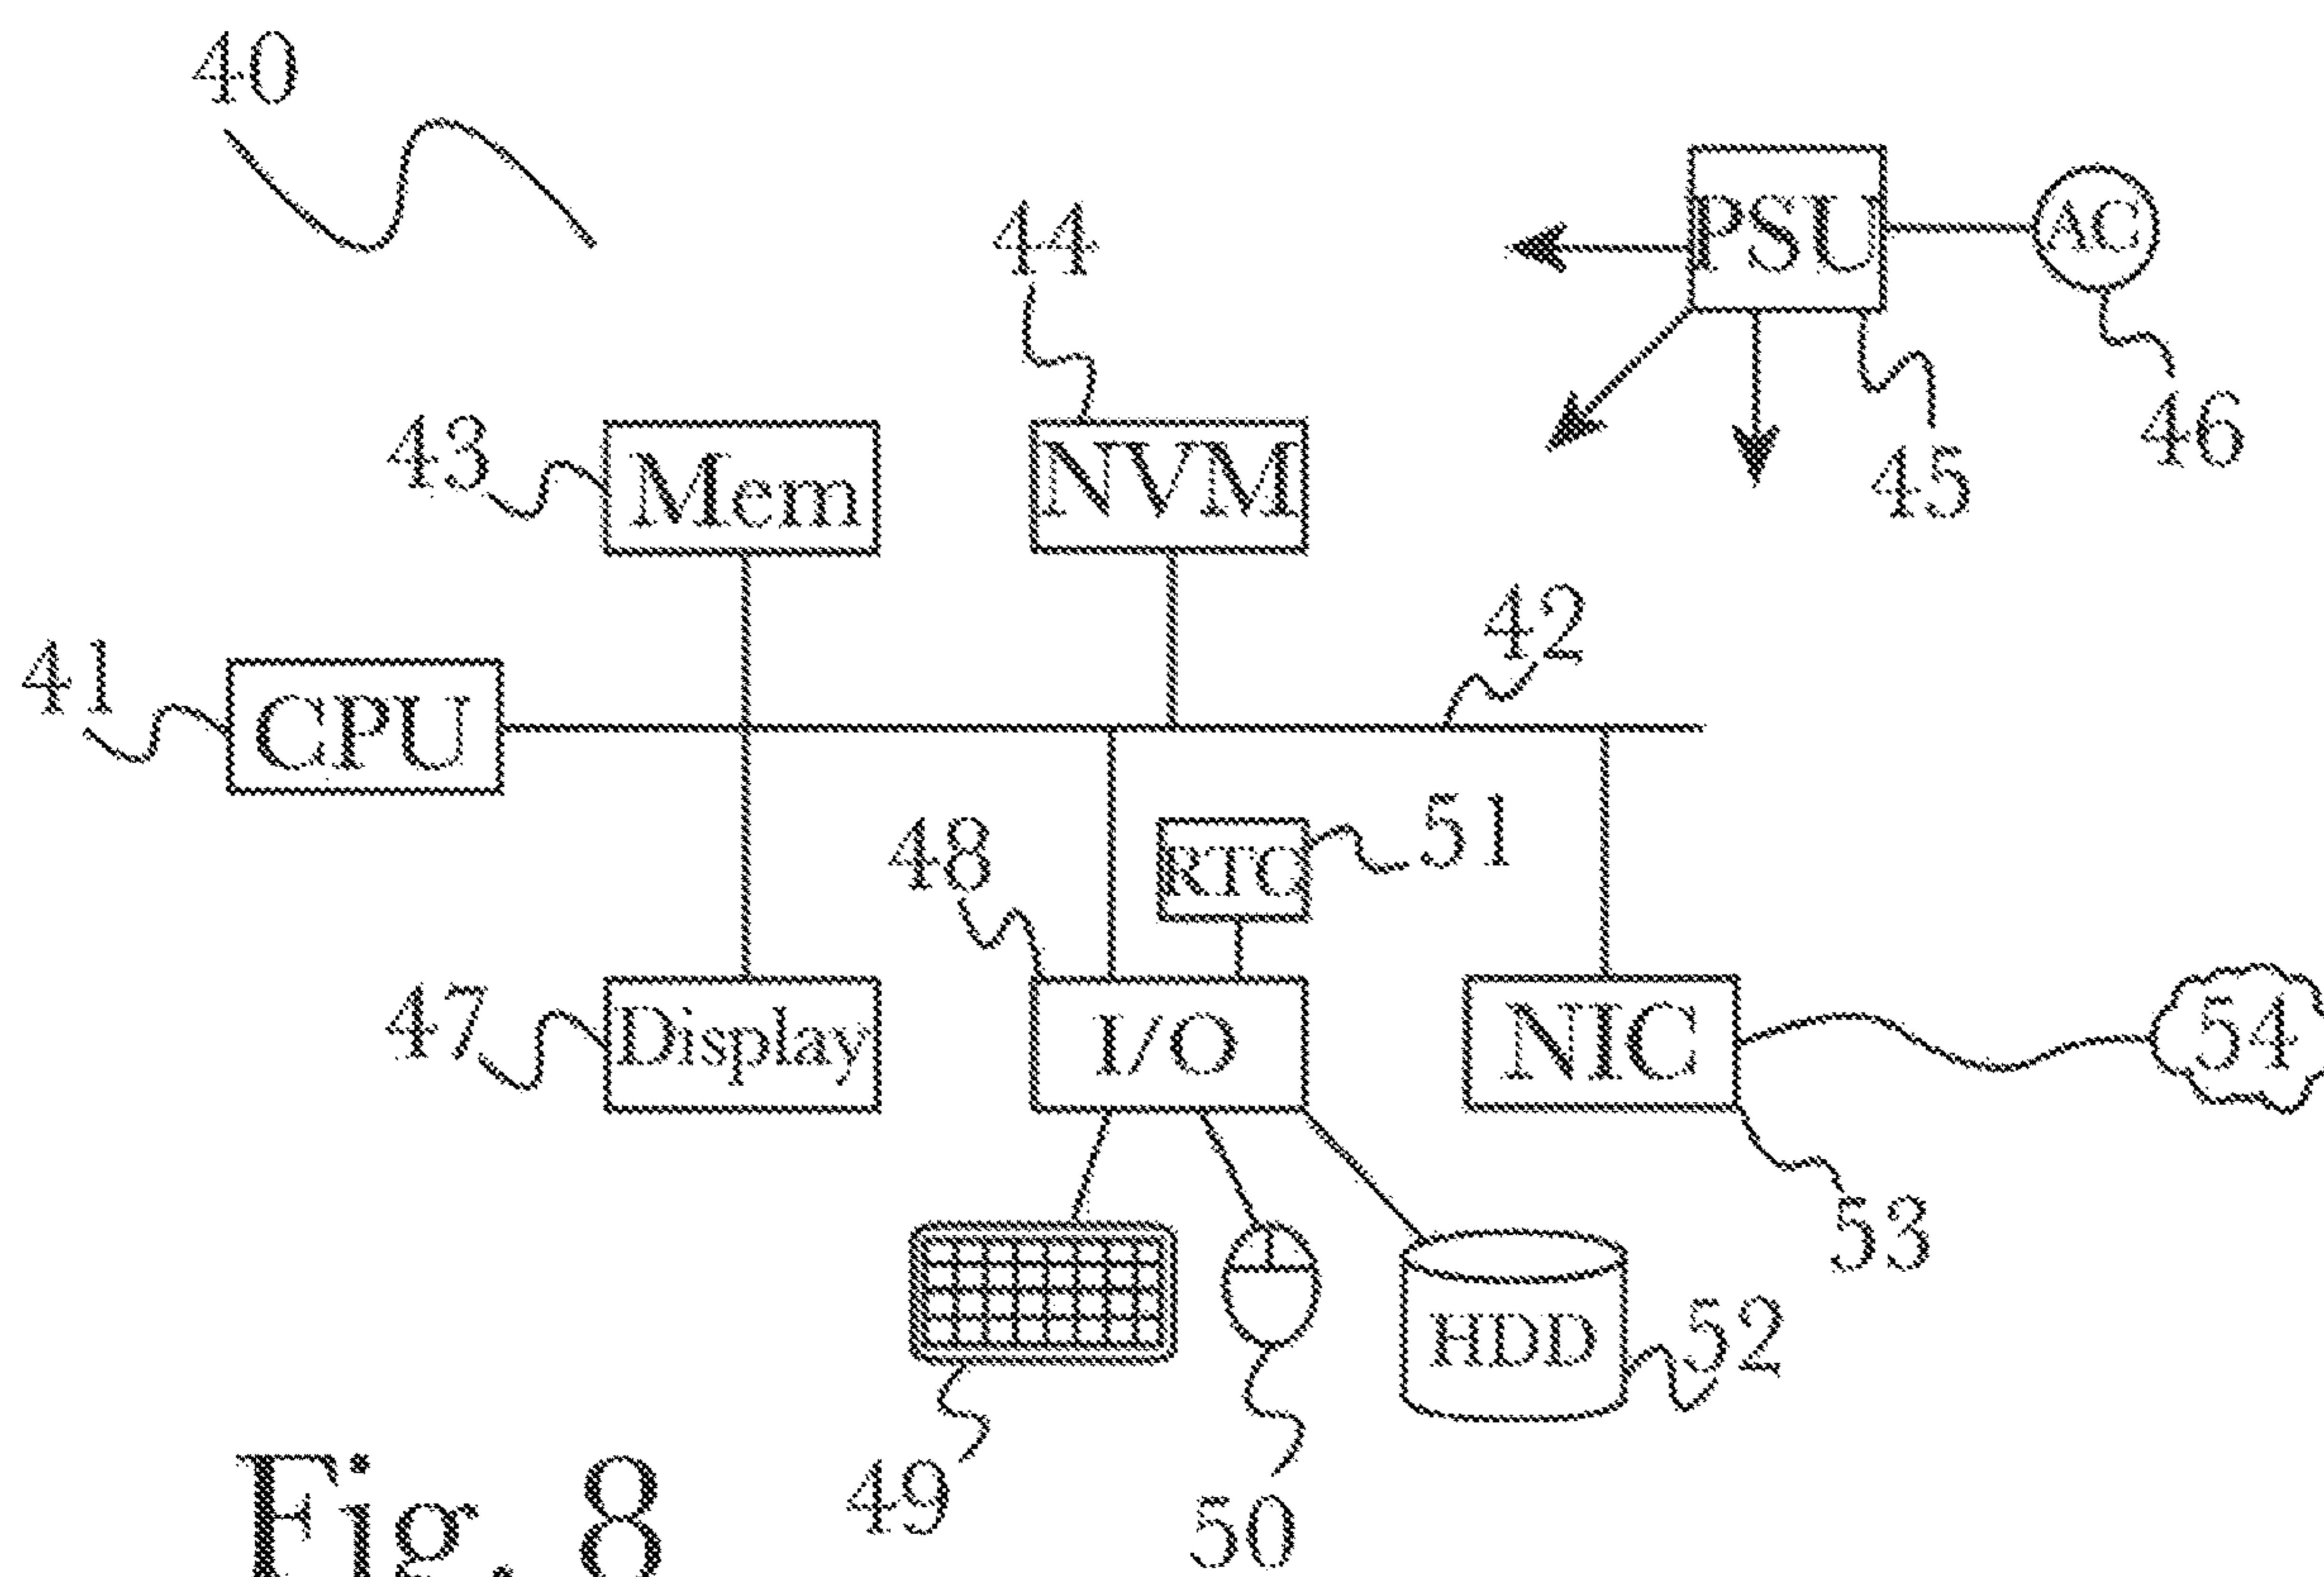 40
PSU
AC
44
46
43
Mem
NVM
45
42
41
CPU
51
48
RTC
47
Display
I/O
NIC
54
53
HDD
52
49
50
Fig. 8